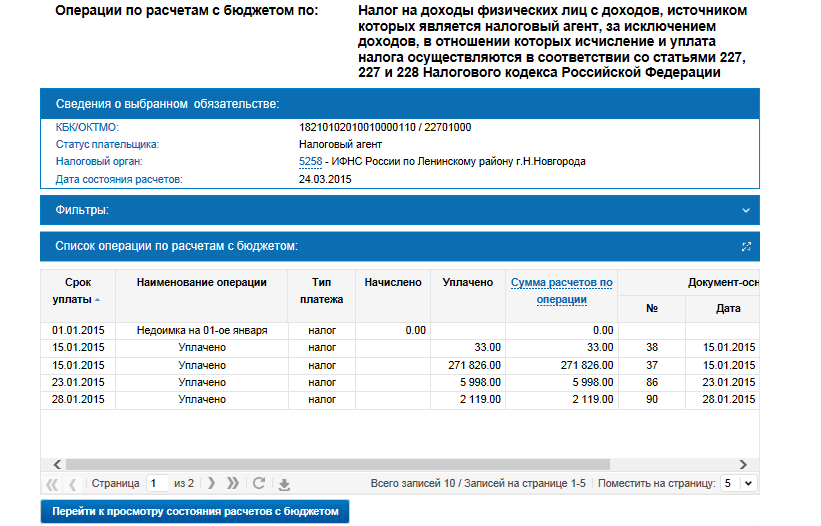 Операции по расчетам с бюджетом по:
Налог на доходы физических лиц с доходов, источником
которых является налоговый агент, за исключением
доходов, в отношении которых исчисление и уплата
налога осуществляются в соответствии со статьями 227,
227 и 228 Налогового кодекса Российской Федерации
Сведения о выбранном обязательстве:
КБК/ОКТМО: 18210102010010000110 / 22701000
Статус плательщика: Налоговый агент
Налоговый орган: 5258 - ИФНС России по Ленинскому району г.Н.Новгорода
Дата состояния расчетов: 24.03.2015
Фильтры:
Список операции по расчетам с бюджетом:
Срок уплаты Наименование операции Тип платежа Начислено Уплачено Сумма расчетов по операции Документ-осн
№ Дата
01.01.2015 Недоимка на 01-ое января налог 0.00 0.00
15.01.2015 Уплачено налог 33.00 33.00 38 15.01.2015
15.01.2015 Уплачено налог 271 826.00 271 826.00 37 15.01.2015
23.01.2015 Уплачено налог 5 998.00 5 998.00 86 23.01.2015
28.01.2015 Уплачено налог 2 119.00 2 119.00 90 28.01.2015
Страница 1 из 2 Всего записей 10 / Записей на странице 1-5 Поместить на страницу: 5
Перейти к просмотру состояния расчетов с бюджетом